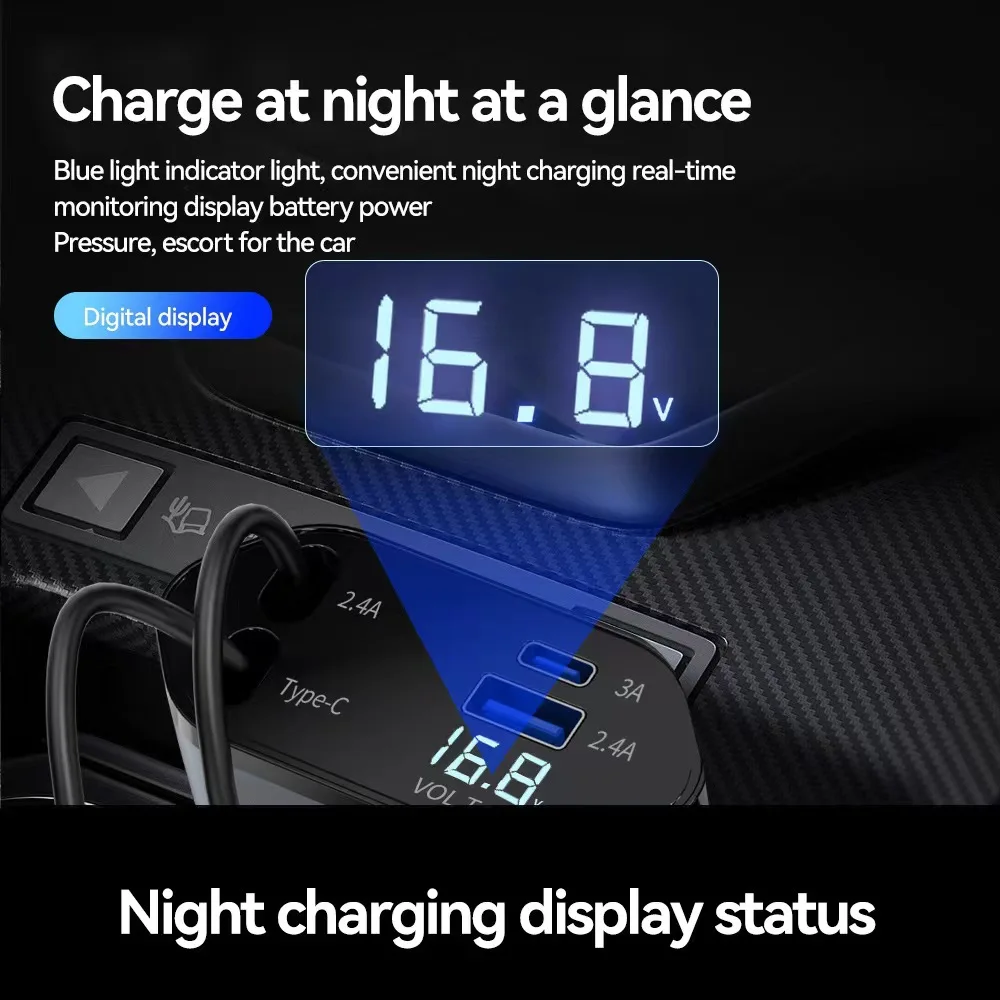 Charge at night at a glance
Blue light indicator light, convenient night charging real-time
monitoring display battery power
Pressure, escort for the car
Digital display
16.8v
2.4A
Type-C
3A
2.4A
16.8v
VOLT
Night charging display status